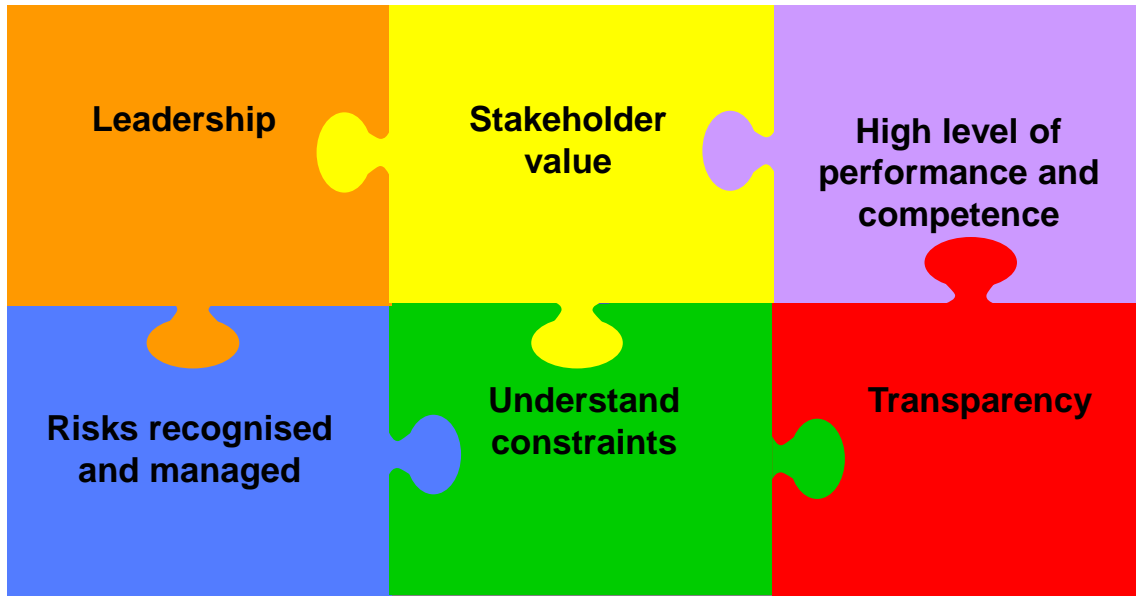 Leadership
Stakeholder
value
High level of
performance and
competence
Risks recognised
and managed
Understand
constraints
Transparency